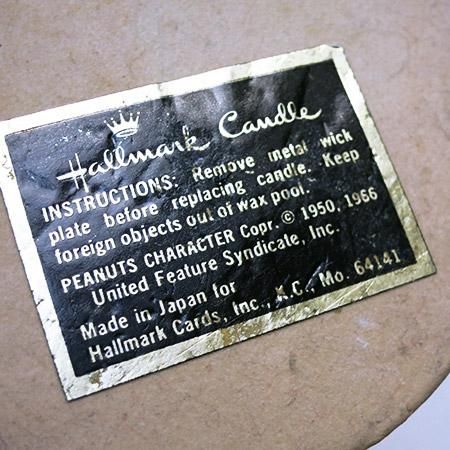 Hallmark Candle
INSTRUCTIONS: Remove metal wick
plate before replacing candle. Keep
foreign objects out of wax pool.
PEANUTS CHARACTER Copr. © 1950, 1966
United Feature Syndicate, Inc.
Made in Japan for
Hallmark Cards, Inc., K.C., Mo. 64141